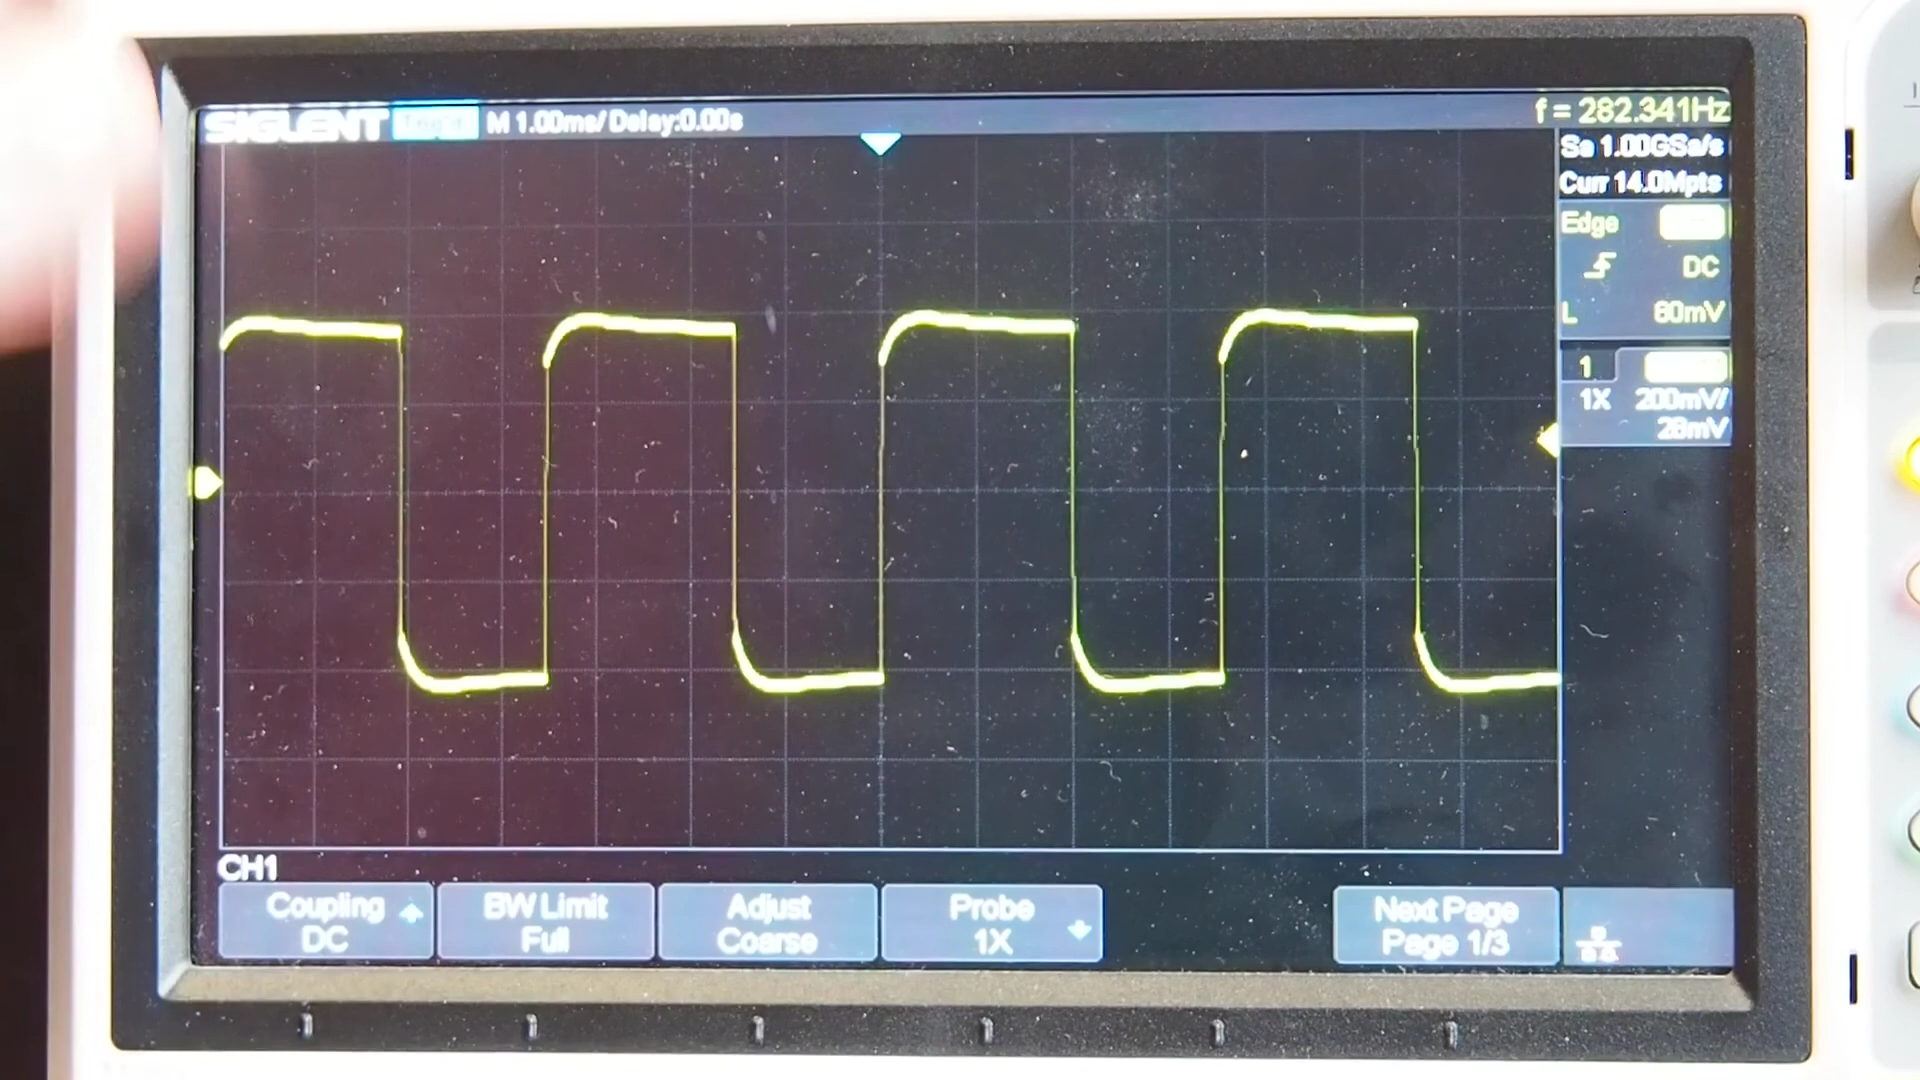 SIGLENT Trig'd M 1.00ms/ Delay:0.00s
f = 282.341Hz
Sa 1.00GSa/s
Curr 14.0Mpts
Edge
DC
L 60mV
1
1X 200mV/
28mV
CH1
Coupling
DC
BW Limit
Full
Adjust
Coarse
Probe
1X
Next Page
Page 1/3